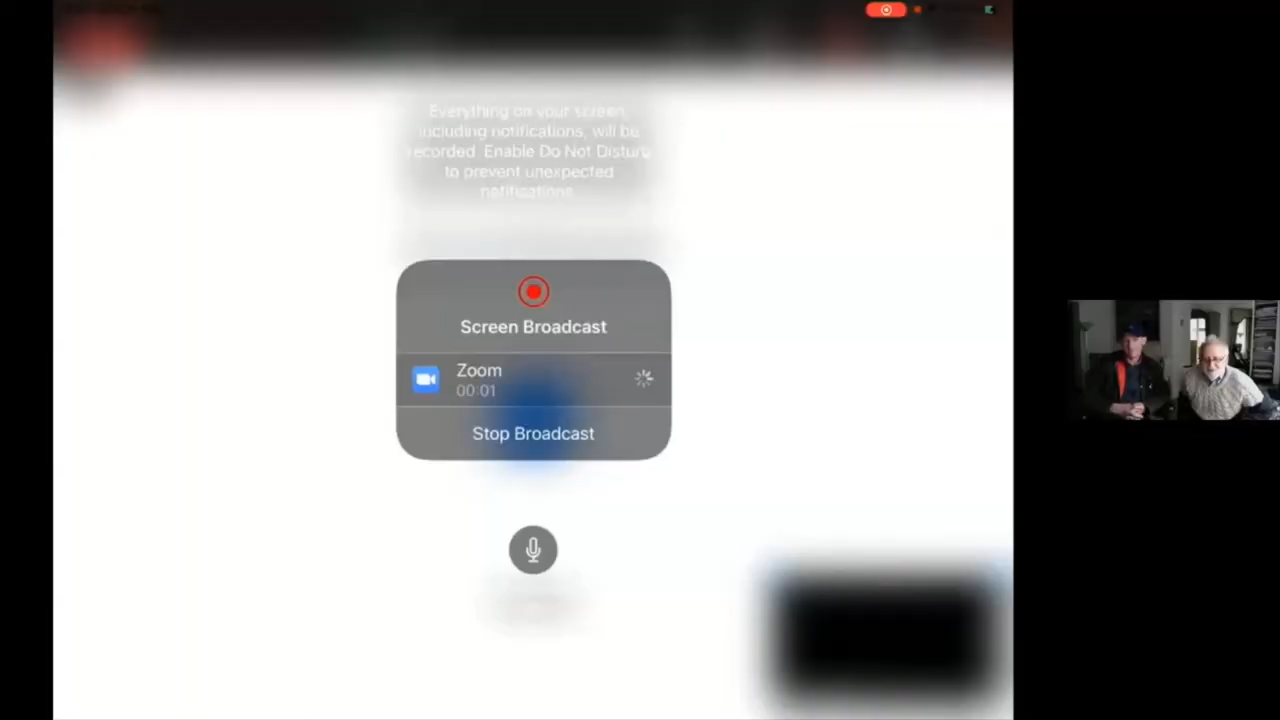 Everything on your screen,
including notifications, will be
recorded. Enable Do Not Disturb
to prevent unexpected
notifications.
Screen Broadcast
Zoom
00:01
Stop Broadcast